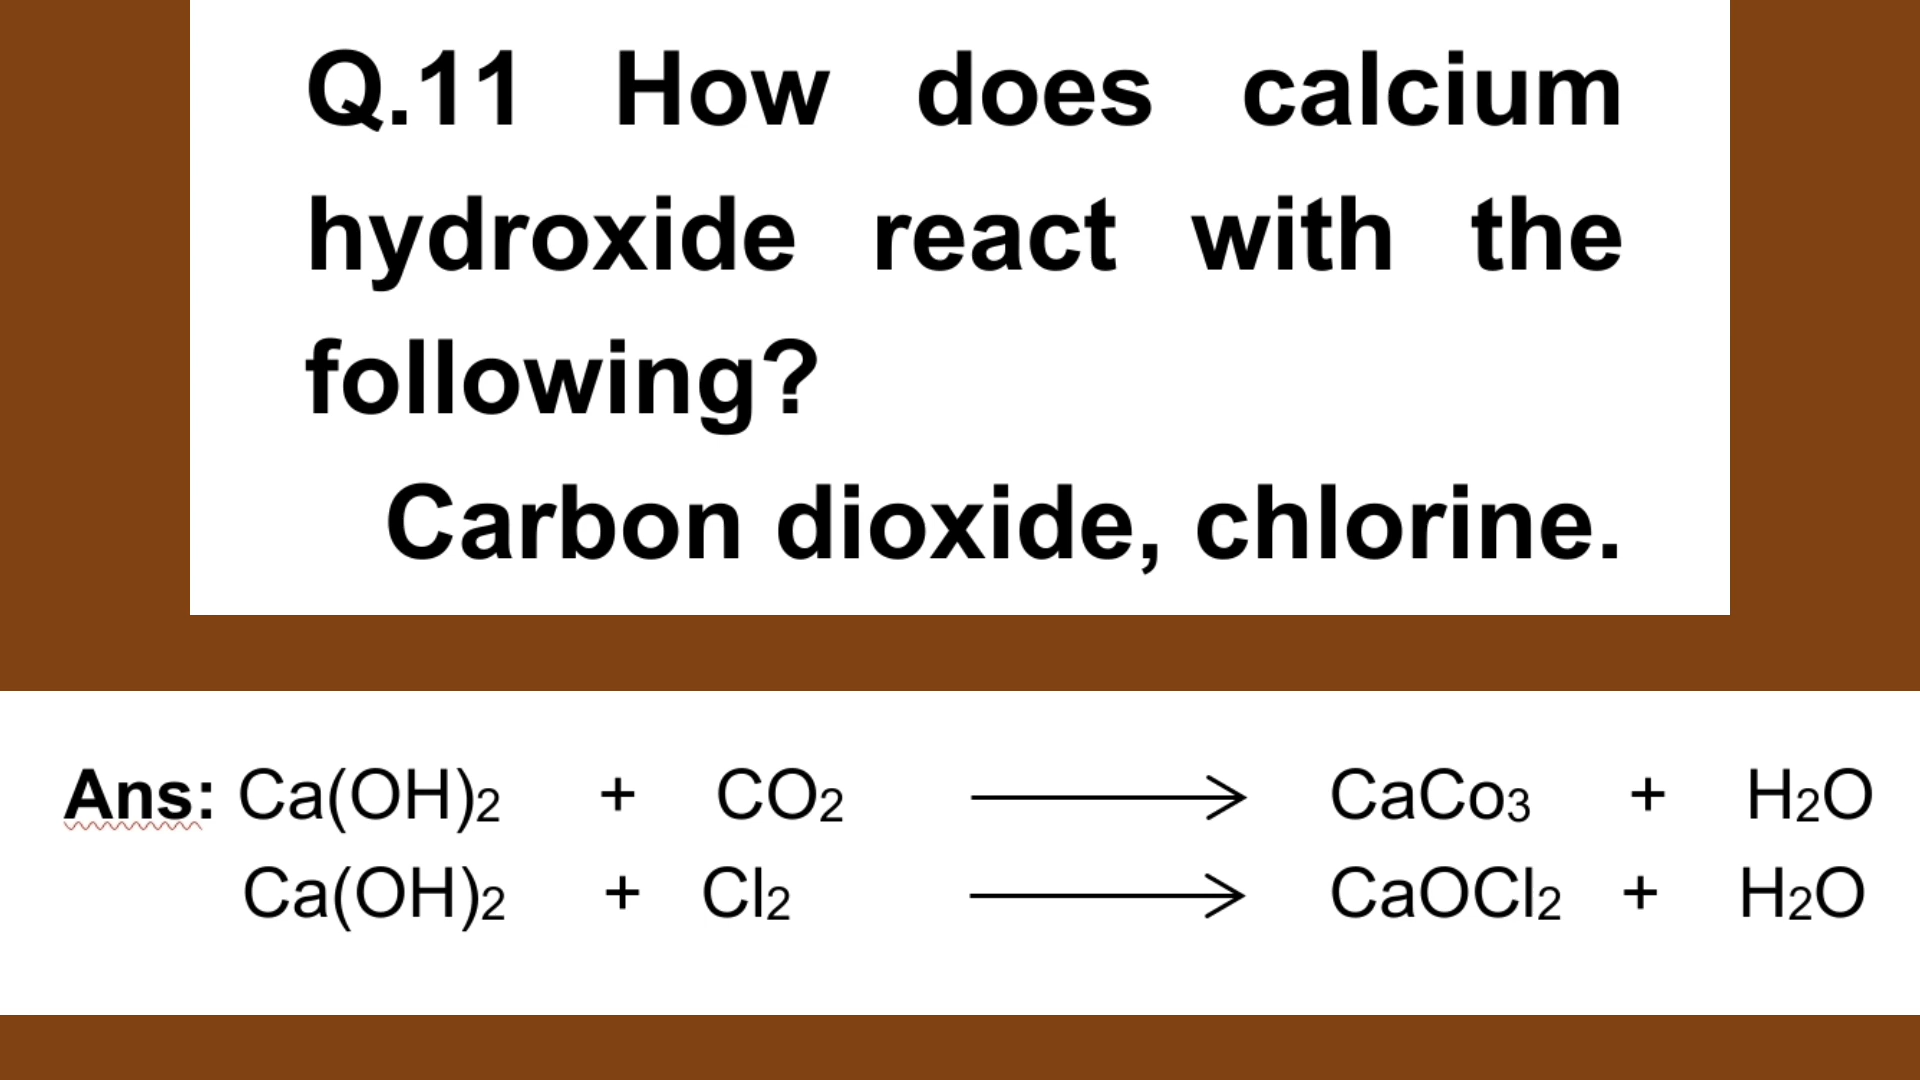 Q.11 How does calcium
hydroxide react with the
following?
Carbon dioxide, chlorine.
Ans: Ca(OH)2 + CO2 ⟶ CaCo3 + H2O
Ca(OH)2 + Cl2 ⟶ CaOCl2 + H2O